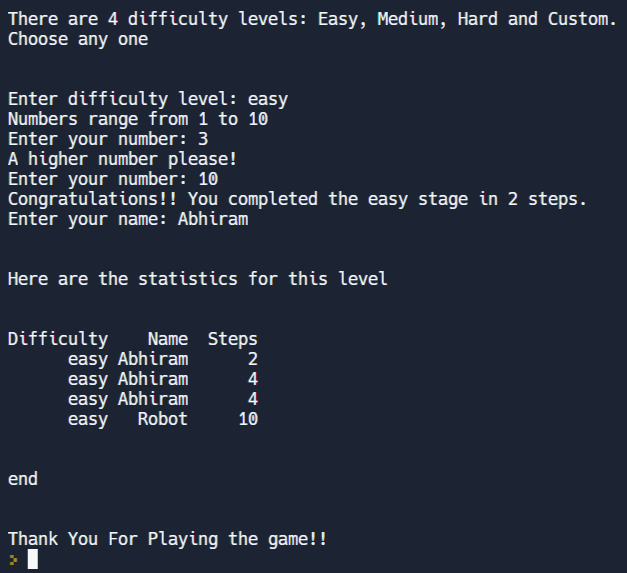 There are 4 difficulty levels: Easy, Medium, Hard and Custom.
Choose any one
Enter difficulty level: easy
Numbers range from 1 to 10
Enter your number: 3
A higher number please!
Enter your number: 10
Congratulations!! You completed the easy stage in 2 steps.
Enter your name: Abhiram
Here are the statistics for this level
Difficulty    Name  Steps
      easy Abhiram      2
      easy Abhiram      4
      easy Abhiram      4
      easy   Robot     10
end
Thank You For Playing the game!!
>